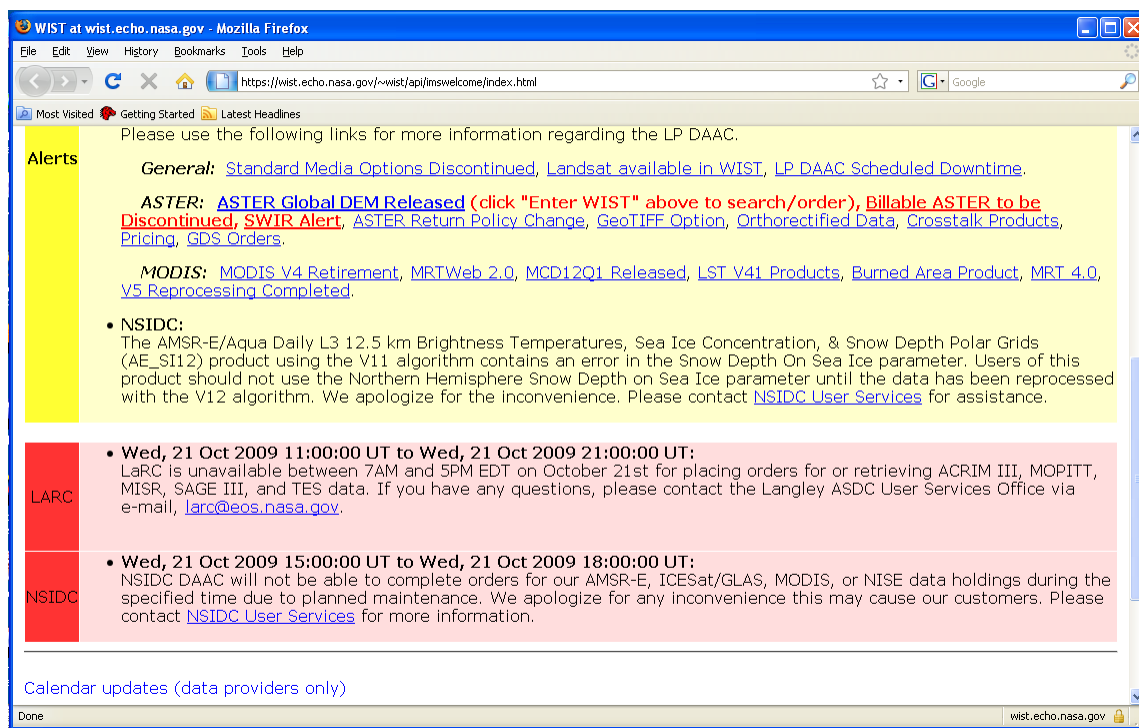 WIST at wist.echo.nasa.gov - Mozilla Firefox
File Edit View History Bookmarks Tools Help
https://wist.echo.nasa.gov/~wist/api/imswelcome/index.html
G Google
Most Visited Getting Started Latest Headlines
Please use the following links for more information regarding the LP DAAC.
Alerts
General: Standard Media Options Discontinued, Landsat available in WIST, LP DAAC Scheduled Downtime.
ASTER: ASTER Global DEM Released (click "Enter WIST" above to search/order), Billable ASTER to be
Discontinued, SWIR Alert, ASTER Return Policy Change, GeoTIFF Option, Orthorectified Data, Crosstalk Products,
Pricing, GDS Orders.
MODIS: MODIS V4 Retirement, MRTWeb 2.0, MCD12Q1 Released, LST V41 Products, Burned Area Product, MRT 4.0,
V5 Reprocessing Completed.
• NSIDC:
The AMSR-E/Aqua Daily L3 12.5 km Brightness Temperatures, Sea Ice Concentration, & Snow Depth Polar Grids
(AE_SI12) product using the V11 algorithm contains an error in the Snow Depth On Sea Ice parameter. Users of this
product should not use the Northern Hemisphere Snow Depth on Sea Ice parameter until the data has been reprocessed
with the V12 algorithm. We apologize for the inconvenience. Please contact NSIDC User Services for assistance.
• Wed, 21 Oct 2009 11:00:00 UT to Wed, 21 Oct 2009 21:00:00 UT:
LaRC is unavailable between 7AM and 5PM EDT on October 21st for placing orders for or retrieving ACRIM III, MOPITT,
LARC
MISR, SAGE III, and TES data. If you have any questions, please contact the Langley ASDC User Services Office via
e-mail, larc@eos.nasa.gov.
• Wed, 21 Oct 2009 15:00:00 UT to Wed, 21 Oct 2009 18:00:00 UT:
NSIDC DAAC will not be able to complete orders for our AMSR-E, ICESat/GLAS, MODIS, or NISE data holdings during the
NSIDC
specified time due to planned maintenance. We apologize for any inconvenience this may cause our customers. Please
contact NSIDC User Services for more information.
Calendar updates (data providers only)
Done wist.echo.nasa.gov